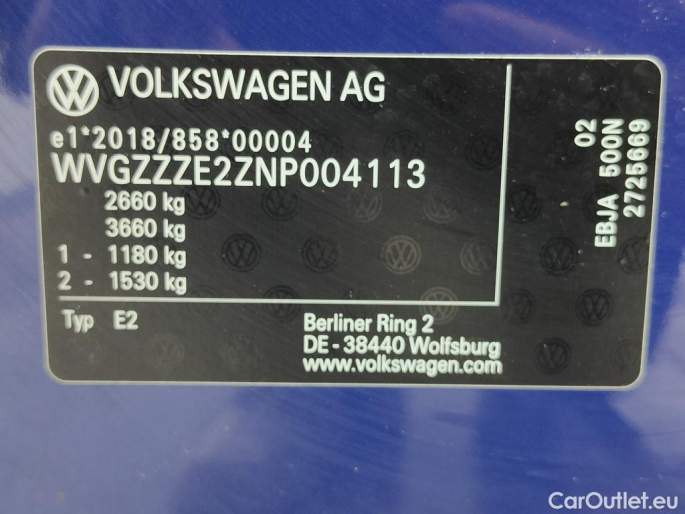 VOLKSWAGEN AG
e1*2018/858*00004
WVGZZZE2ZNP004113
2660 kg
3660 kg
1 - 1180 kg
2 - 1530 kg
Typ E2
Berliner Ring 2
DE - 38440 Wolfsburg
www.volkswagen.com
02
EBJA 500N
2725669
CarOutlet.eu